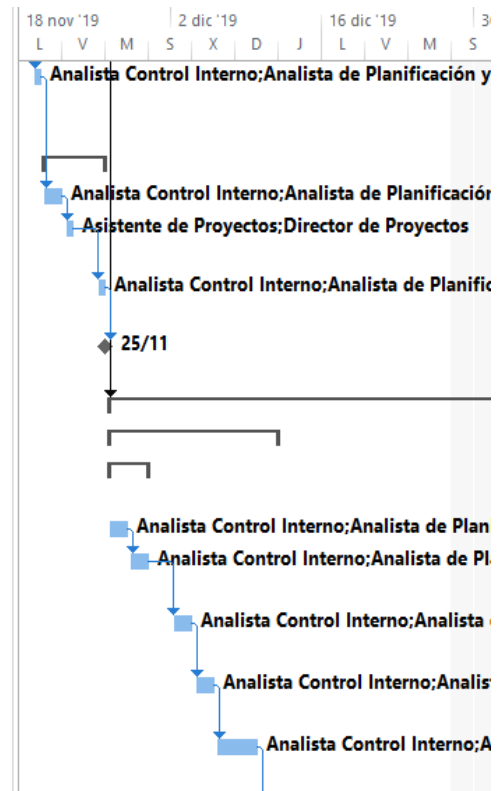 18 nov '19 2 dic '19 16 dic '19 30
L V M S X D J L V M S
Analista Control Interno;Analista de Planificación y
Analista Control Interno;Analista de Planificación
Asistente de Proyectos;Director de Proyectos
Analista Control Interno;Analista de Planific
25/11
Analista Control Interno;Analista de Plan
Analista Control Interno;Analista de Pl
Analista Control Interno;Analista
Analista Control Interno;Analis
Analista Control Interno;A